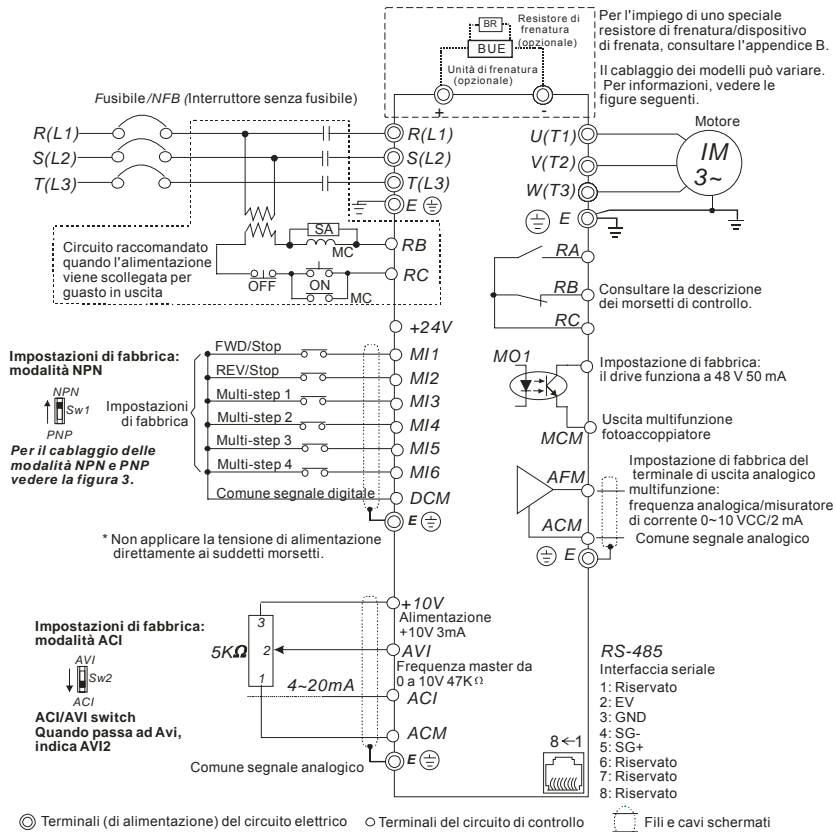 BR
Resistore di
frenatura
(opzionale)
BUE
Unità di frenatura
(opzionale)
+
-
Per l'impiego di uno speciale
resistore di frenatura/dispositivo
di frenata, consultare l'appendice B.
Il cablaggio dei modelli può variare.
Per informazioni, vedere le
figure seguenti.
Fusibile/NFB (Interruttore senza fusibile)
R(L1)
S(L2)
T(L3)
R(L1)
S(L2)
T(L3)
E
Motore
U(T1)
V(T2)
W(T3)
IM
3~
E
Circuito raccomandato
quando l'alimentazione
viene scollegata per
guasto in uscita
SA
MC
OFF
ON
MC
RB
RC
RA
RB
RC
Consultare la descrizione
dei morsetti di controllo.
+24V
Impostazioni di fabbrica:
modalità NPN
NPN
Sw1
PNP
Per il cablaggio delle
modalità NPN e PNP
vedere la figura 3.
Impostazioni
di fabbrica
FWD/Stop
MI1
REV/Stop
MI2
Multi-step 1
MI3
Multi-step 2
MI4
Multi-step 3
MI5
Multi-step 4
MI6
Comune segnale digitale
DCM
E
* Non applicare la tensione di alimentazione
direttamente ai suddetti morsetti.
MO1
Impostazione di fabbrica:
il drive funziona a 48 V 50 mA
MCM
Uscita multifunzione
fotoaccoppiatore
AFM
Impostazione di fabbrica del
terminale di uscita analogico
multifunzione:
frequenza analogica/misuratore
di corrente 0~10 VCC/2 mA
ACM
Comune segnale analogico
E
Impostazioni di fabbrica:
modalità ACI
AVI
Sw2
ACI
ACI/AVI switch
Quando passa ad Avi,
indica AVI2
5KΩ
3
2
1
+10V
Alimentazione
+10V 3mA
AVI
Frequenza master da
0 a 10V 47KΩ
4~20mA
ACI
ACM
Comune segnale analogico
E
RS-485
Interfaccia seriale
1: Riservato
2: EV
3: GND
4: SG-
5: SG+
6: Riservato
7: Riservato
8: Riservato
8←1
Terminali (di alimentazione) del circuito elettrico
Terminali del circuito di controllo
Fili e cavi schermati